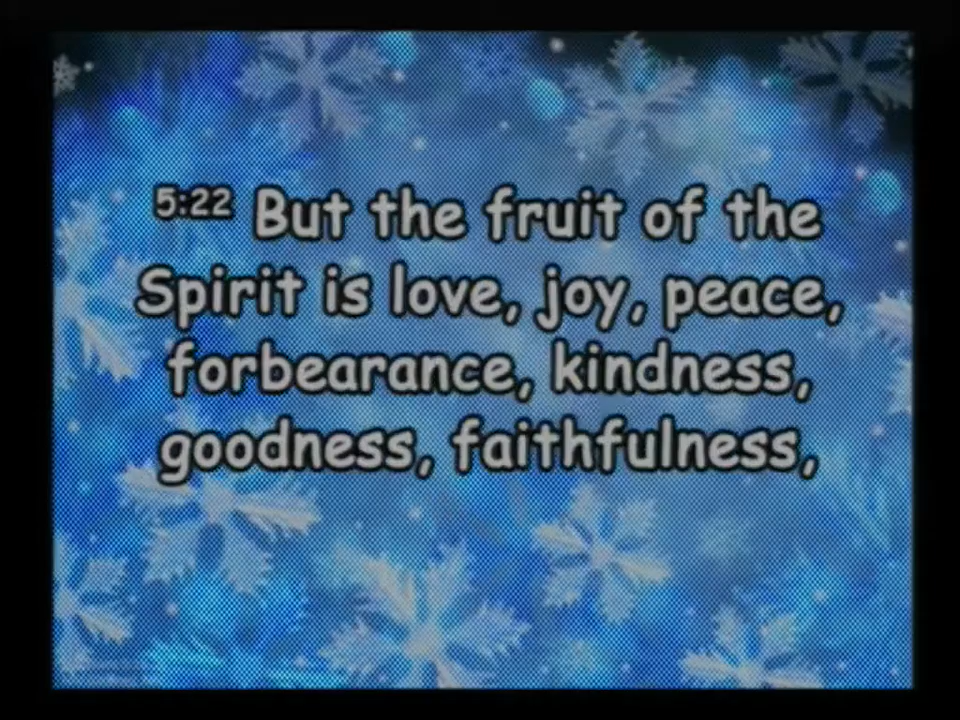 5:22 But the fruit of the
Spirit is love, joy, peace,
forbearance, kindness,
goodness, faithfulness,